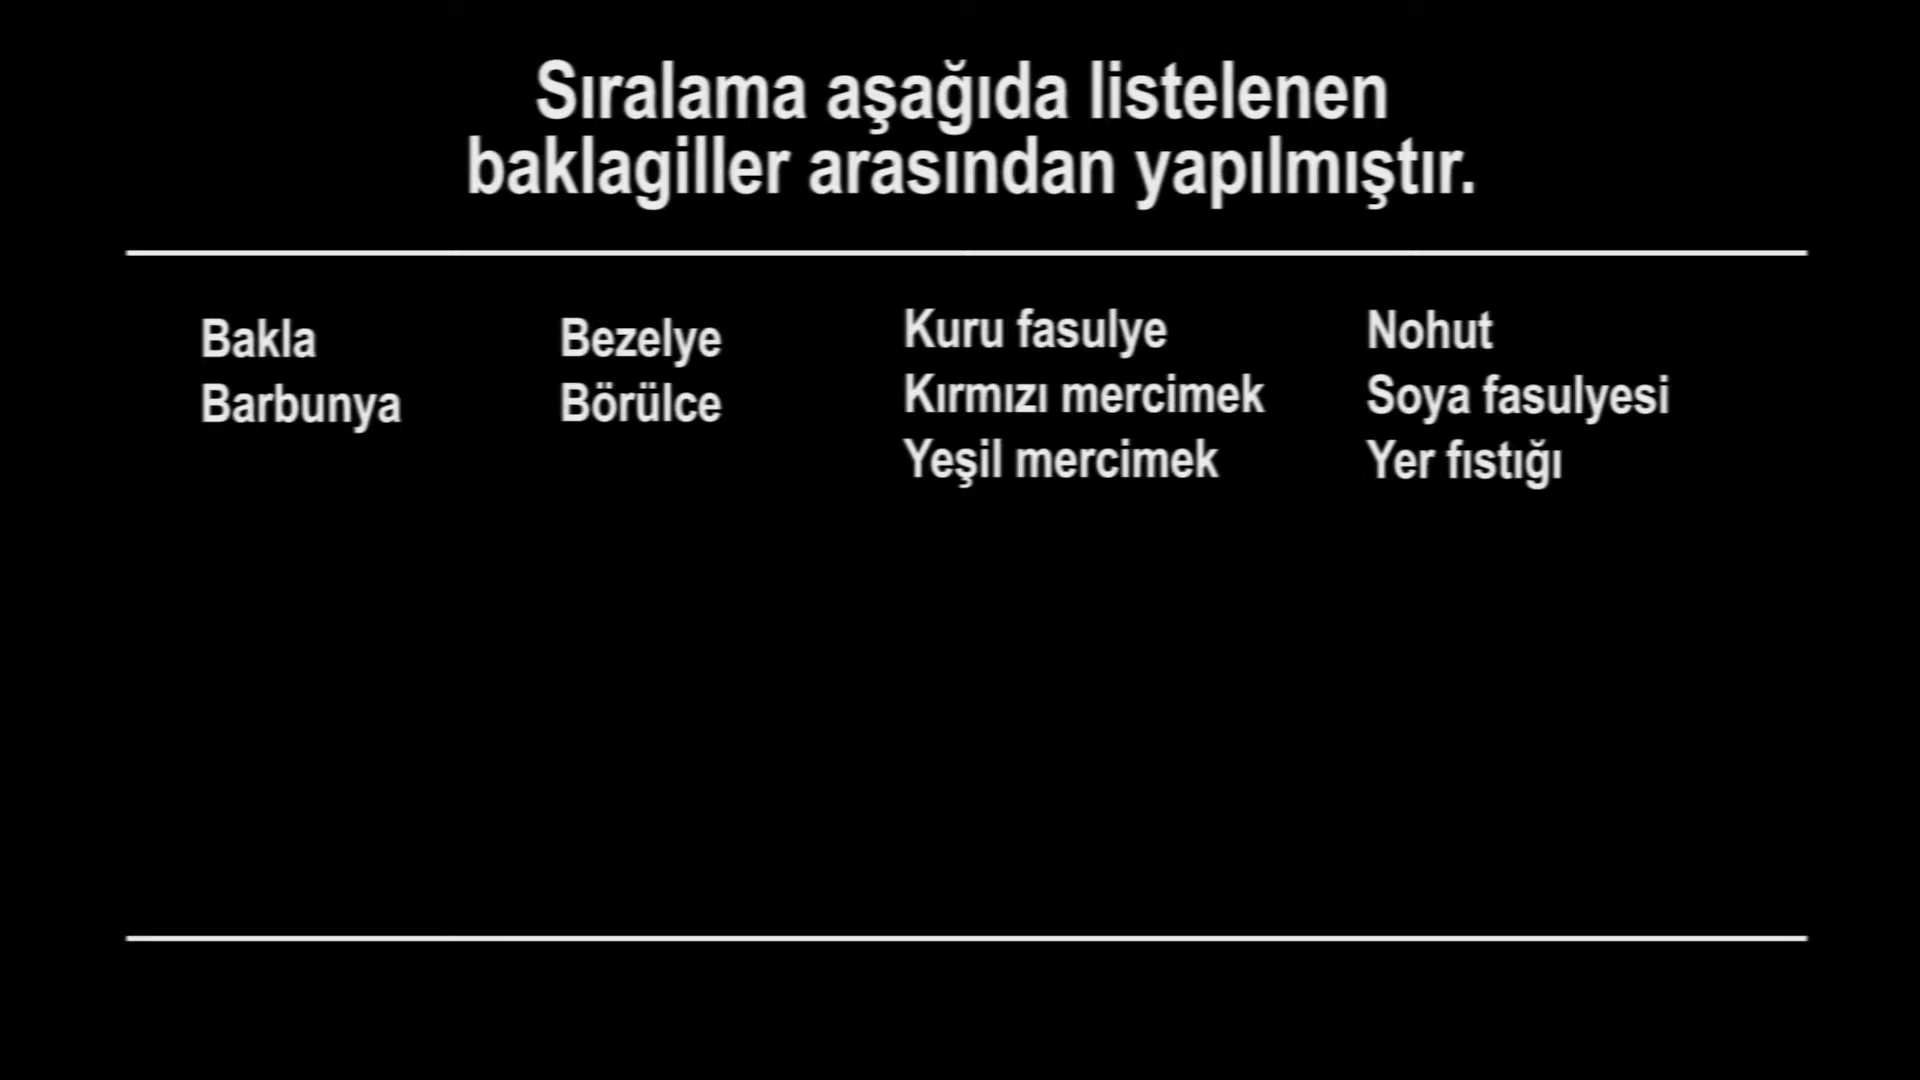 Sıralama aşağıda listelenen
baklagiller arasından yapılmıştır.
Bakla
Barbunya
Bezelye
Börülce
Kuru fasulye
Kırmızı mercimek
Yeşil mercimek
Nohut
Soya fasulyesi
Yer fıstığı